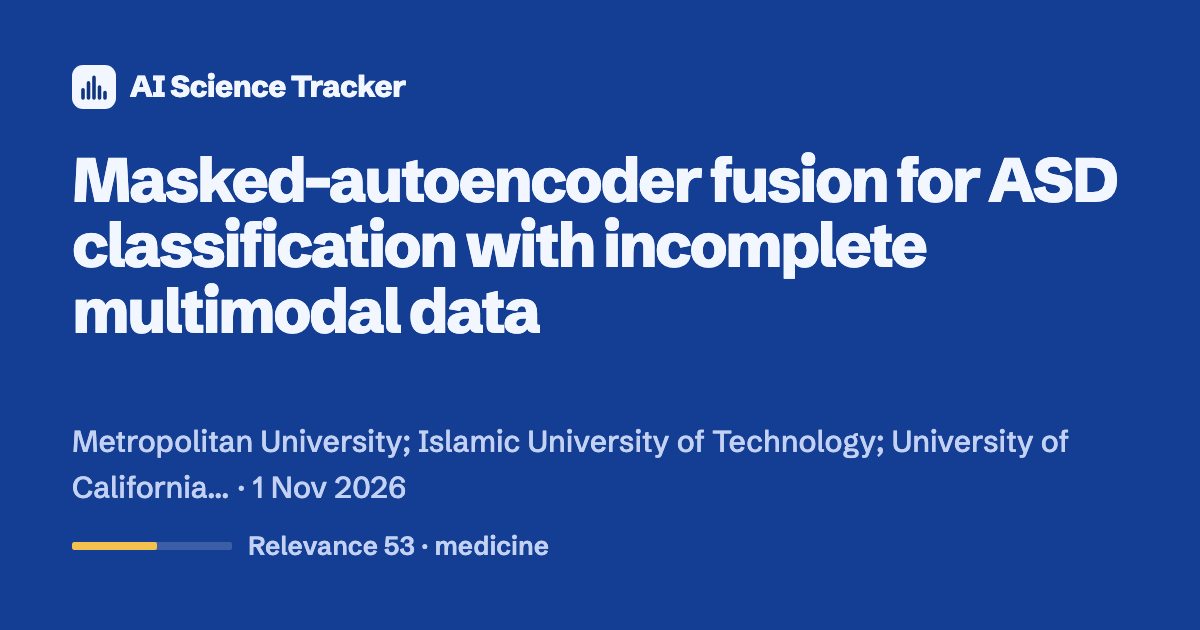 AI Science Tracker
Masked-autoencoder fusion for ASD
classification with incomplete
multimodal data
Metropolitan University; Islamic University of Technology; University of
California... · 1 Nov 2026
Relevance 53 · medicine